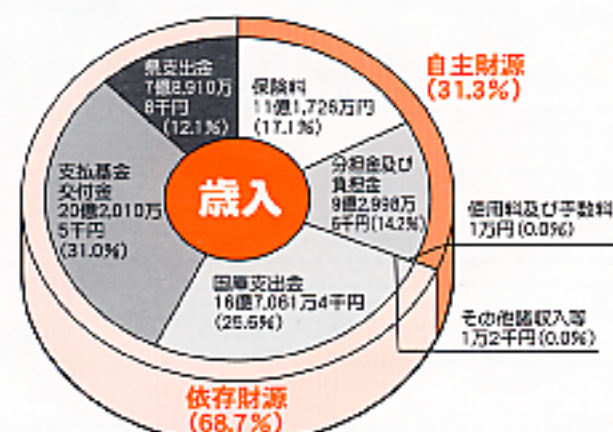 自主財源
(31.3%)
県支出金
7億8,910万
8千円
(12.1%)
保険料
11億1,726万円
(17.1%)
分担金及び
負担金
9億2,998万
6千円(14.2%)
使用料及び手数料
1万円(0.0%)
その他諸収入等
1万2千円(0.0%)
国庫支出金
16億7,061万4千円
(25.6%)
支払基金
交付金
20億2,010万
5千円
(31.0%)
歳入
依存財源
(68.7%)